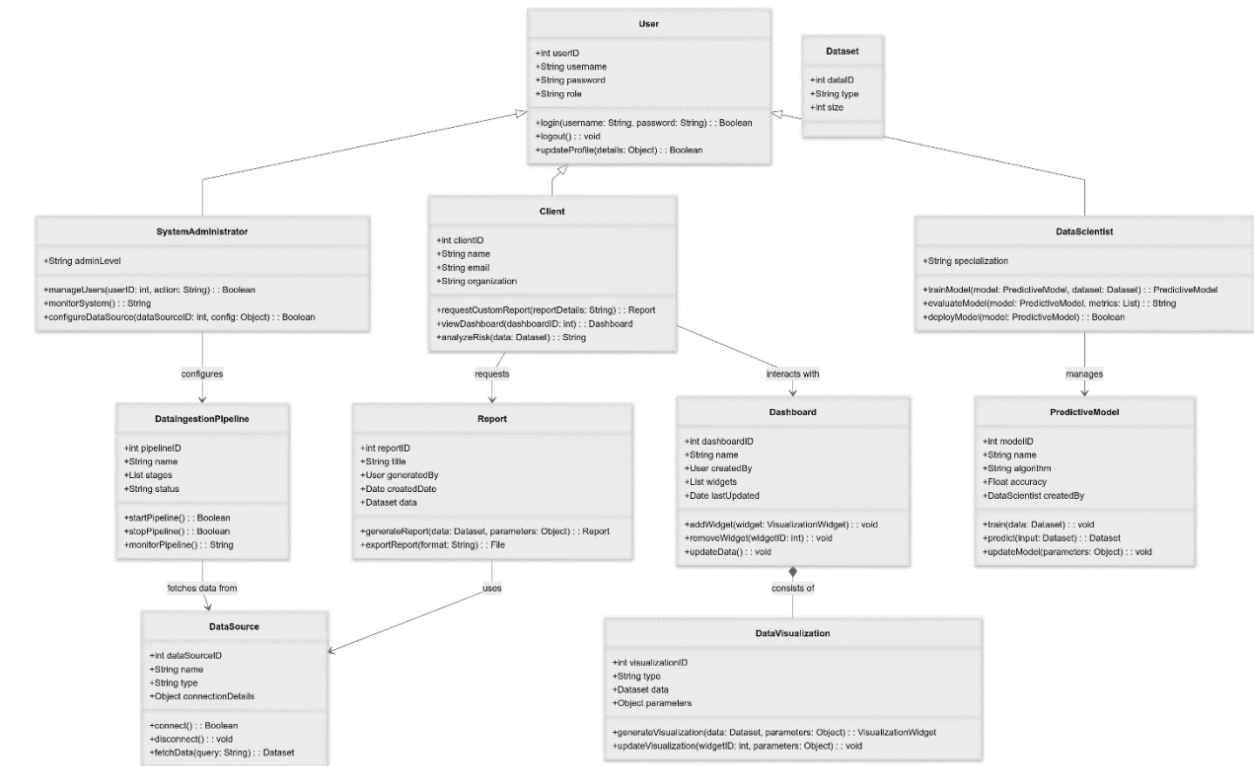 User
+int userID
+String username
+String password
+String role
+login(username: String, password: String) : : Boolean
+logout() : : void
+updateProfile(details: Object) : : Boolean
Dataset
+int dataID
+String type
+int size
SystemAdministrator
+String adminLevel
+manageUsers(userID: int, action: String) : : Boolean
+monitorSystem() : : String
+configureDataSource(dataSourceID: int, config: Object) : : Boolean
Client
+int clientID
+String name
+String email
+String organization
+requestCustomReport(reportDetails: String) : : Report
+viewDashboard(dashboardID: int) : : Dashboard
+analyzeRisk(data: Dataset) : : String
DataScientist
+String specialization
+trainModel(model: PredictiveModel, dataset: Dataset) : : PredictiveModel
+evaluateModel(model: PredictiveModel, metrics: List) : : String
+deployModel(model: PredictiveModel) : : Boolean
configures
requests
interacts with
manages
DataIngestionPipeline
+int pipelineID
+String name
+List stages
+String status
+startPipeline() : : Boolean
+stopPipeline() : : Boolean
+monitorPipeline() : : String
Report
+int reportID
+String title
+User generatedBy
+Date createdDate
+Dataset data
+generateReport(data: Dataset, parameters: Object) : : Report
+exportReport(format: String) : : File
Dashboard
+int dashboardID
+String name
+User createdBy
+List widgets
+Date lastUpdated
+addWidget(widget: VisualizationWidget) : : void
+removeWidget(widgetID: int) : : void
+updateData() : : void
PredictiveModel
+int modelID
+String name
+String algorithm
+Float accuracy
+DataScientist createdBy
+train(data: Dataset) : : void
+predict(input: Dataset) : : Dataset
+updateModel(parameters: Object) : : void
fetches data from
uses
consists of
DataSource
+int dataSourceID
+String name
+String type
+Object connectionDetails
+connect() : : Boolean
+disconnect() : : void
+fetchData(query: String) : : Dataset
DataVisualization
+int visualizationID
+String type
+Dataset data
+Object parameters
+generateVisualization(data: Dataset, parameters: Object) : : VisualizationWidget
+updateVisualization(widgetID: int, parameters: Object) : : void